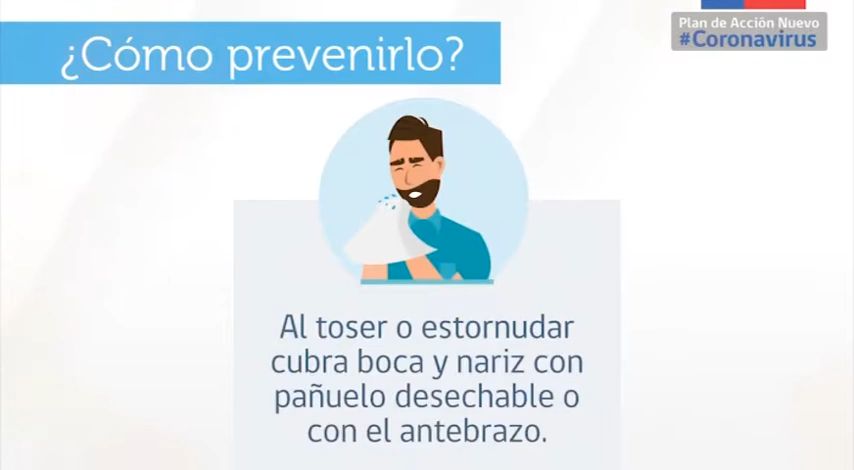 ¿Cómo prevenirlo?
Plan de Acción Nuevo
#Coronavirus
Al toser o estornudar
cubra boca y nariz con
pañuelo desechable o
con el antebrazo.